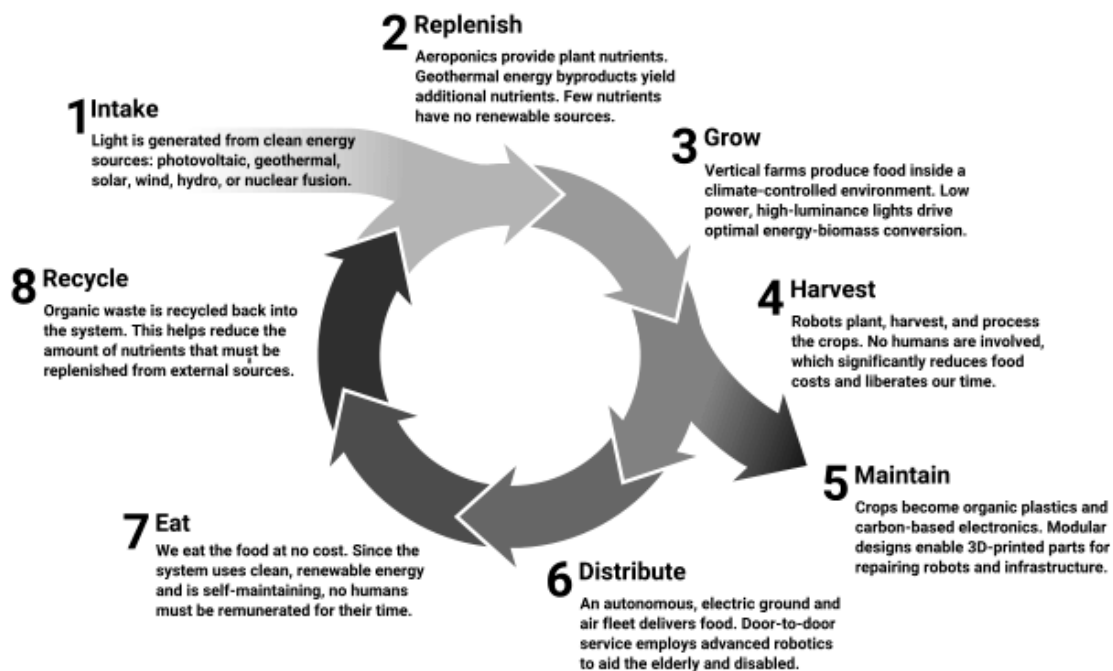 1 Intake
Light is generated from clean energy
sources: photovoltaic, geothermal,
solar, wind, hydro, or nuclear fusion.
2 Replenish
Aeroponics provide plant nutrients.
Geothermal energy byproducts yield
additional nutrients. Few nutrients
have no renewable sources.
3 Grow
Vertical farms produce food inside a
climate-controlled environment. Low
power, high-luminance lights drive
optimal energy-biomass conversion.
4 Harvest
Robots plant, harvest, and process
the crops. No humans are involved,
which significantly reduces food
costs and liberates our time.
5 Maintain
Crops become organic plastics and
carbon-based electronics. Modular
designs enable 3D-printed parts for
repairing robots and infrastructure.
6 Distribute
An autonomous, electric ground and
air fleet delivers food. Door-to-door
service employs advanced robotics
to aid the elderly and disabled.
7 Eat
We eat the food at no cost. Since the
system uses clean, renewable energy
and is self-maintaining, no humans
must be remunerated for their time.
8 Recycle
Organic waste is recycled back into
the system. This helps reduce the
amount of nutrients that must be
replenished from external sources.